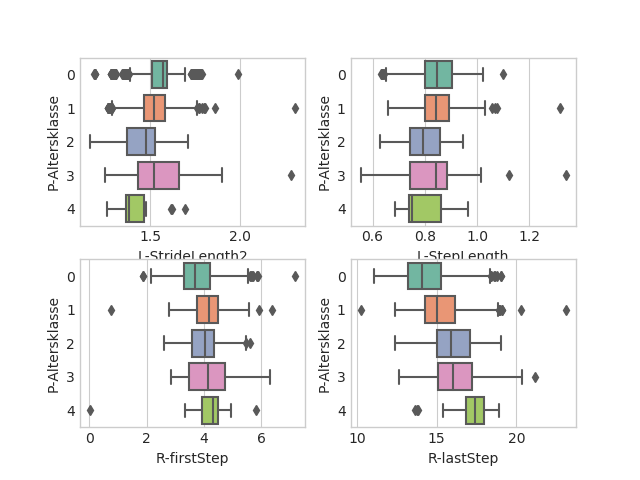 P-Altersklasse
0
1
2
3
4
1.5 2.0
L-StrideLength2
P-Altersklasse
0
1
2
3
4
0.6 0.8 1.0 1.2
L-StepLength
P-Altersklasse
0
1
2
3
4
0 2 4 6
R-firstStep
P-Altersklasse
0
1
2
3
4
10 15 20
R-lastStep